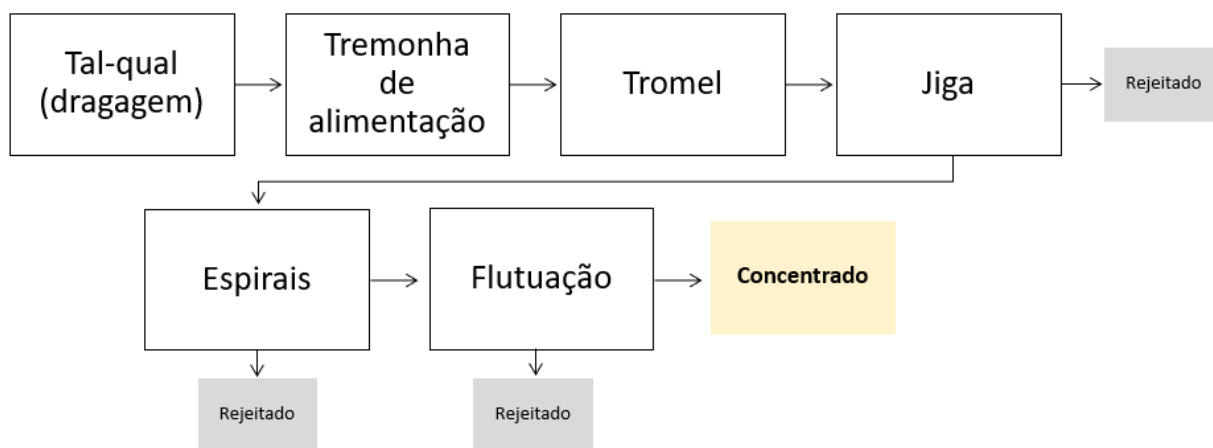 Tal-qual
(dragagem)
Tremonha
de
alimentação
Tromel
Jiga
Rejeitado
Espirais
Flutuação
Concentrado
Rejeitado
Rejeitado